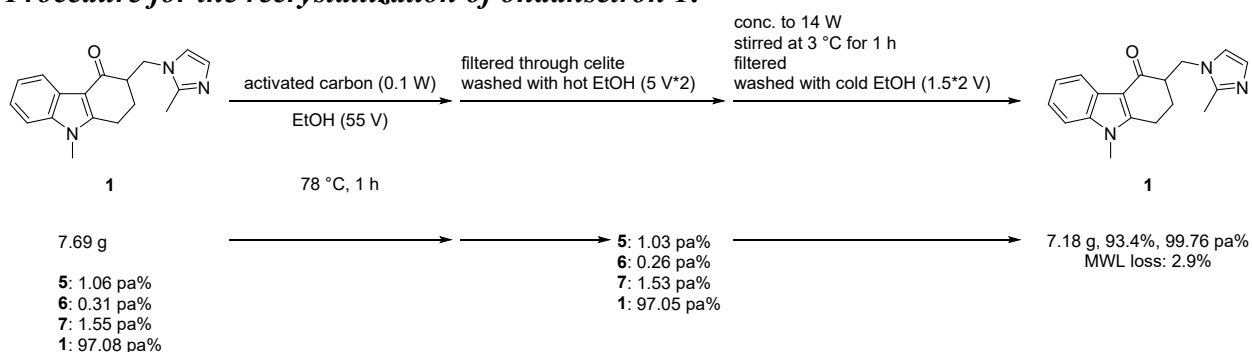 Procedure for the recrystallization of ondansetron 1:
O
N
N
N
1
activated carbon (0.1 W)
EtOH (55 V)
78 °C, 1 h
filtered through celite
washed with hot EtOH (5 V*2)
conc. to 14 W
stirred at 3 °C for 1 h
filtered
washed with cold EtOH (1.5*2 V)
O
N
N
N
1
7.69 g
5: 1.06 pa%
6: 0.31 pa%
7: 1.55 pa%
1: 97.08 pa%
5: 1.03 pa%
6: 0.26 pa%
7: 1.53 pa%
1: 97.05 pa%
7.18 g, 93.4%, 99.76 pa%
MWL loss: 2.9%